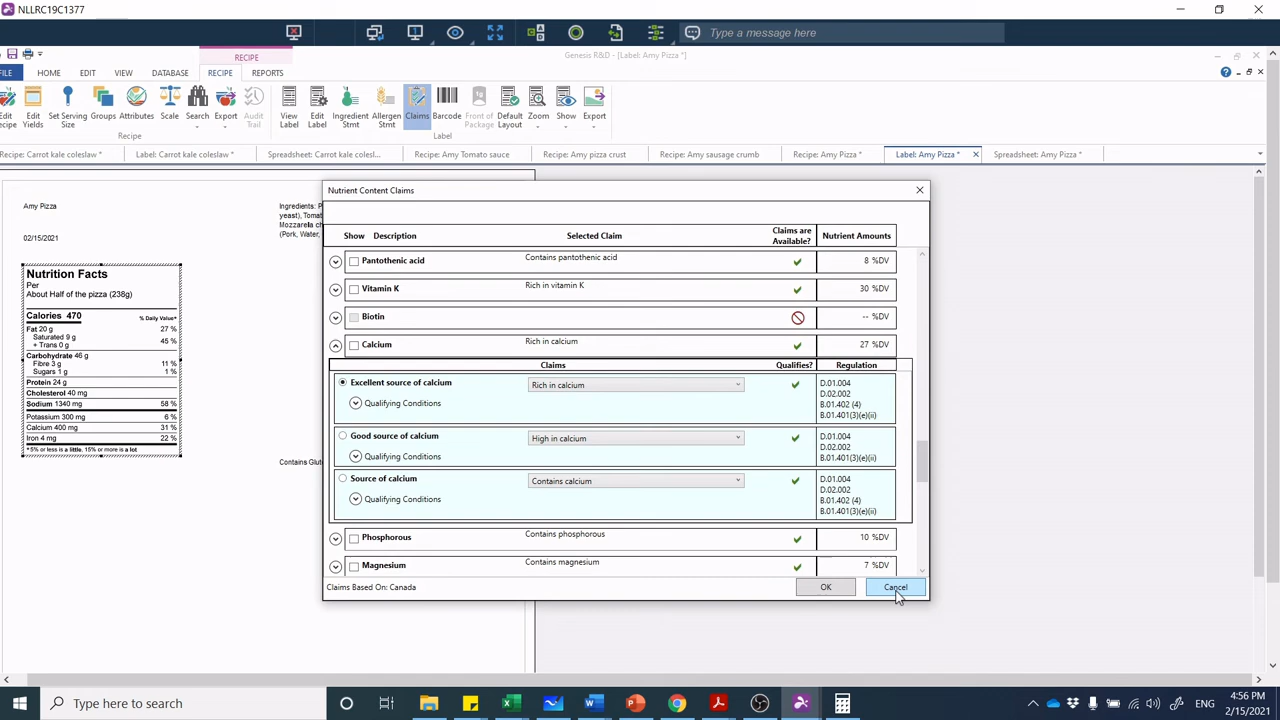 NLLRC19C1377
Type a message here
RECIPE
Genesis R&D - [Label: Amy Pizza *]
FILE HOME EDIT VIEW DATABASE RECIPE REPORTS
Edit Recipe
Edit Yields
Set Serving Size
Groups
Attributes
Scale
Search
Export
Audit Trail
View Label
Edit Label
Ingredient Stmt
Allergen Stmt
Claims
Barcode
Front of Package
Default Layout
Zoom
Show
Export
Recipe
Label
Recipe: Carrot kale coleslaw *
Label: Carrot kale coleslaw *
Spreadsheet: Carrot kale colesl...
Recipe: Amy Tomato sauce
Recipe: Amy pizza crust
Recipe: Amy sausage crumb
Recipe: Amy Pizza *
Label: Amy Pizza *
Spreadsheet: Amy Pizza *
Amy Pizza
02/15/2021
Ingredients: P
yeast), Tomat
Mozzarella ch
(Pork, Water,
Nutrition Facts
Per
About Half of the pizza (238g)
Calories 470 % Daily Value*
Fat 20 g 27 %
Saturated 9 g
+ Trans 0 g 45 %
Carbohydrate 46 g
Fibre 3 g 11 %
Sugars 1 g 1 %
Protein 24 g
Cholesterol 40 mg
Sodium 1340 mg 58 %
Potassium 300 mg 6 %
Calcium 400 mg 31 %
Iron 4 mg 22 %
*5% or less is a little, 15% or more is a lot
Contains Glut
Nutrient Content Claims
Show Description Selected Claim Claims are Available? Nutrient Amounts
Pantothenic acid Contains pantothenic acid 8 %DV
Vitamin K Rich in vitamin K 30 %DV
Biotin -- %DV
Calcium Rich in calcium 27 %DV
Claims Qualifies? Regulation
Excellent source of calcium Rich in calcium D.01.004
D.02.002
Qualifying Conditions B.01.402 (4)
B.01.401(3)(e)(ii)
Good source of calcium High in calcium D.01.004
D.02.002
Qualifying Conditions B.01.401(3)(e)(ii)
Source of calcium Contains calcium D.01.004
D.02.002
Qualifying Conditions B.01.402 (4)
B.01.401(3)(e)(ii)
Phosphorous Contains phosphorous 10 %DV
Magnesium Contains magnesium 7 %DV
Claims Based On: Canada OK Cancel
Type here to search
ENG
4:56 PM
2/15/2021